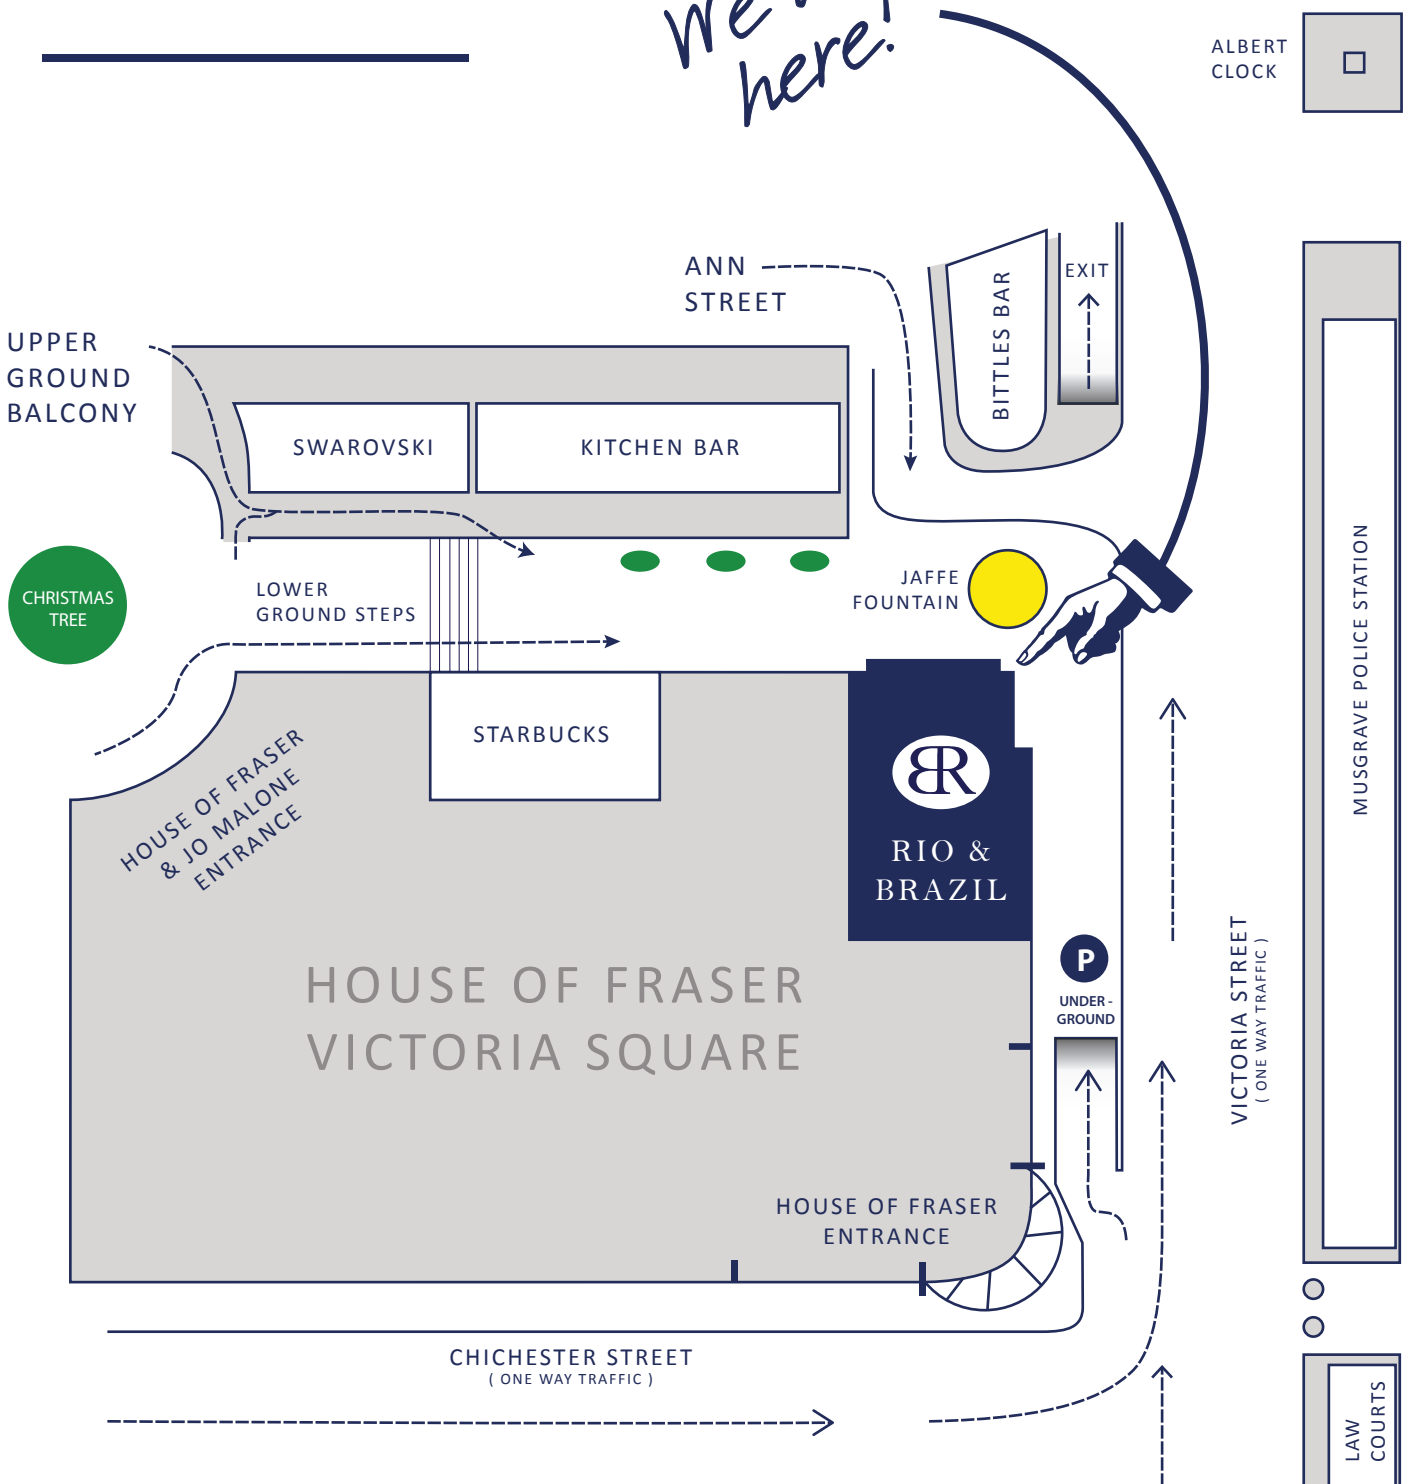 here!
ALBERT
CLOCK
ANN
STREET
EXIT
BITTLES BAR
UPPER
GROUND
BALCONY
SWAROVSKI
KITCHEN BAR
CHRISTMAS
TREE
LOWER
GROUND STEPS
JAFFE
FOUNTAIN
MUSGRAVE POLICE STATION
STARBUCKS
HOUSE OF FRASER
& JO MALONE
ENTRANCE
BR
RIO &
BRAZIL
HOUSE OF FRASER
VICTORIA SQUARE
P
UNDER-
GROUND
VICTORIA STREET
( ONE WAY TRAFFIC )
HOUSE OF FRASER
ENTRANCE
CHICHESTER STREET
( ONE WAY TRAFFIC )
LAW
COURTS